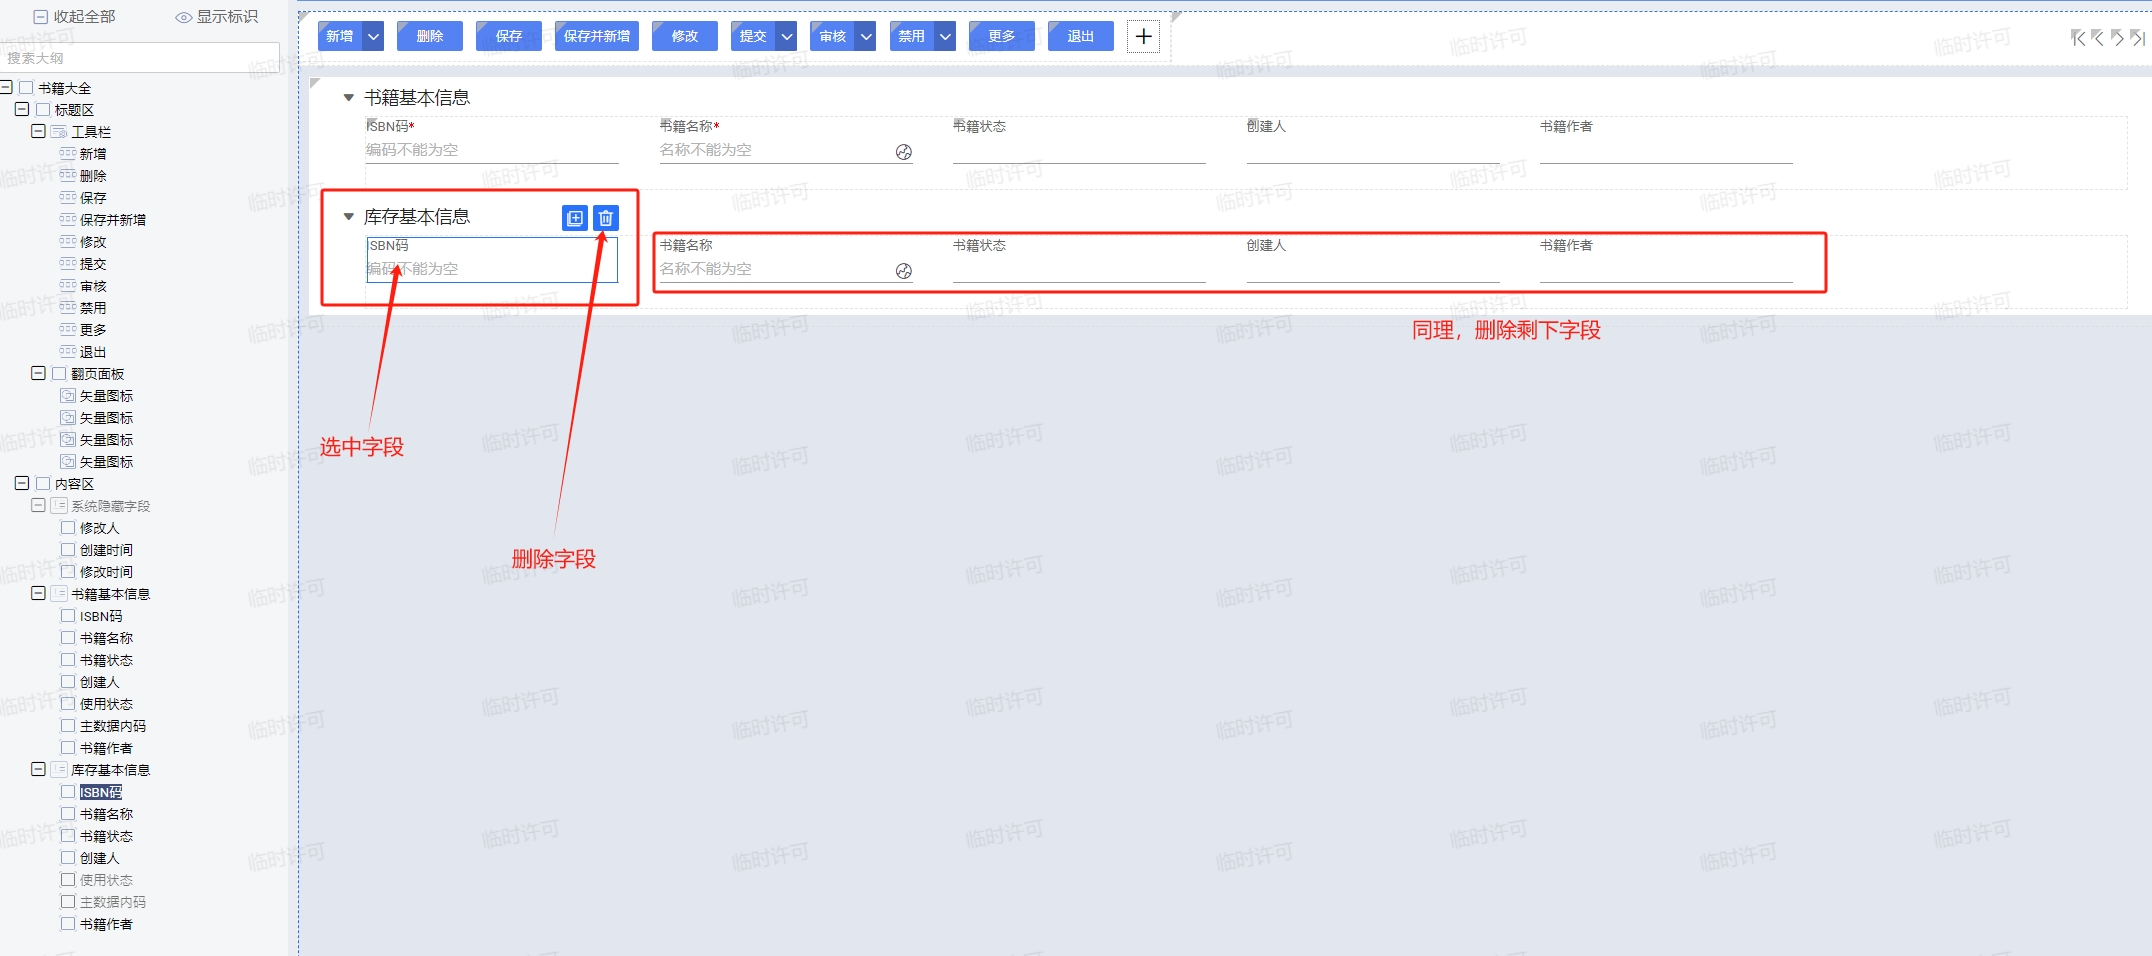 收起全部 显示标识
搜索大纲
书籍大全
标题区
工具栏
新增
删除
保存
保存并新增
修改
提交
审核
禁用
更多
退出
翻页面板
矢量图标
矢量图标
矢量图标
矢量图标
内容区
系统隐藏字段
修改人
创建时间
修改时间
书籍基本信息
ISBN码
书籍名称
书籍状态
创建人
使用状态
主数据内码
书籍作者
库存基本信息
ISBN码
书籍名称
书籍状态
创建人
使用状态
主数据内码
书籍作者
新增 删除 保存 保存并新增 修改 提交 审核 禁用 更多 退出
书籍基本信息
ISBN码* 书籍名称* 书籍状态 创建人 书籍作者
编码不能为空 名称不能为空
库存基本信息
ISBN码 书籍名称 书籍状态 创建人 书籍作者
编码不能为空 名称不能为空
同理，删除剩下字段
选中字段
删除字段
临时许可